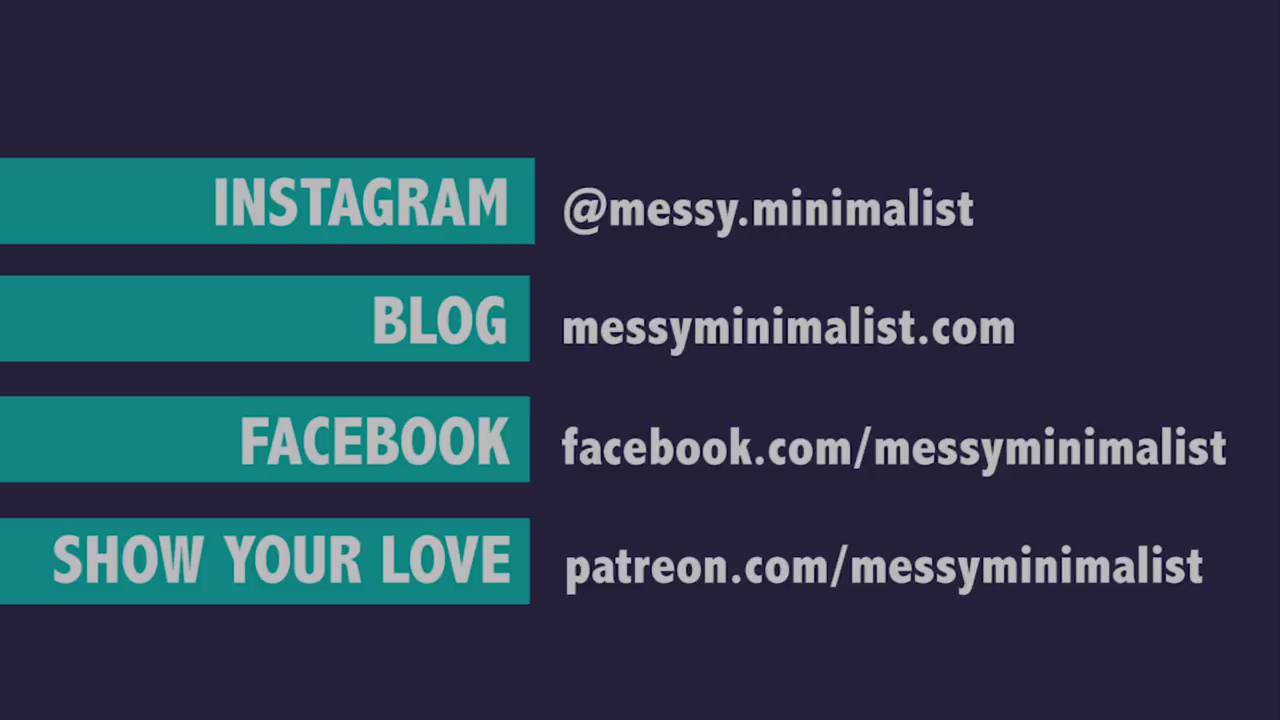 INSTAGRAM @messy.minimalist
BLOG messyminimalist.com
FACEBOOK facebook.com/messyminimalist
SHOW YOUR LOVE patreon.com/messyminimalist